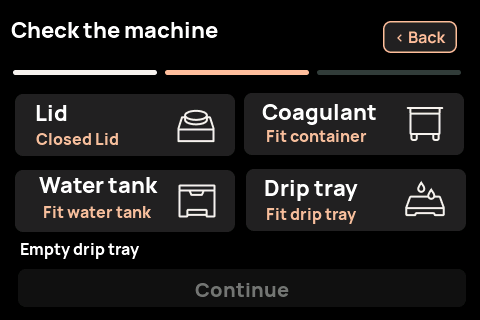 Check the machine
‹ Back
Lid
Closed Lid
Coagulant
Fit container
Water tank
Fit water tank
Drip tray
Fit drip tray
Empty drip tray
Continue